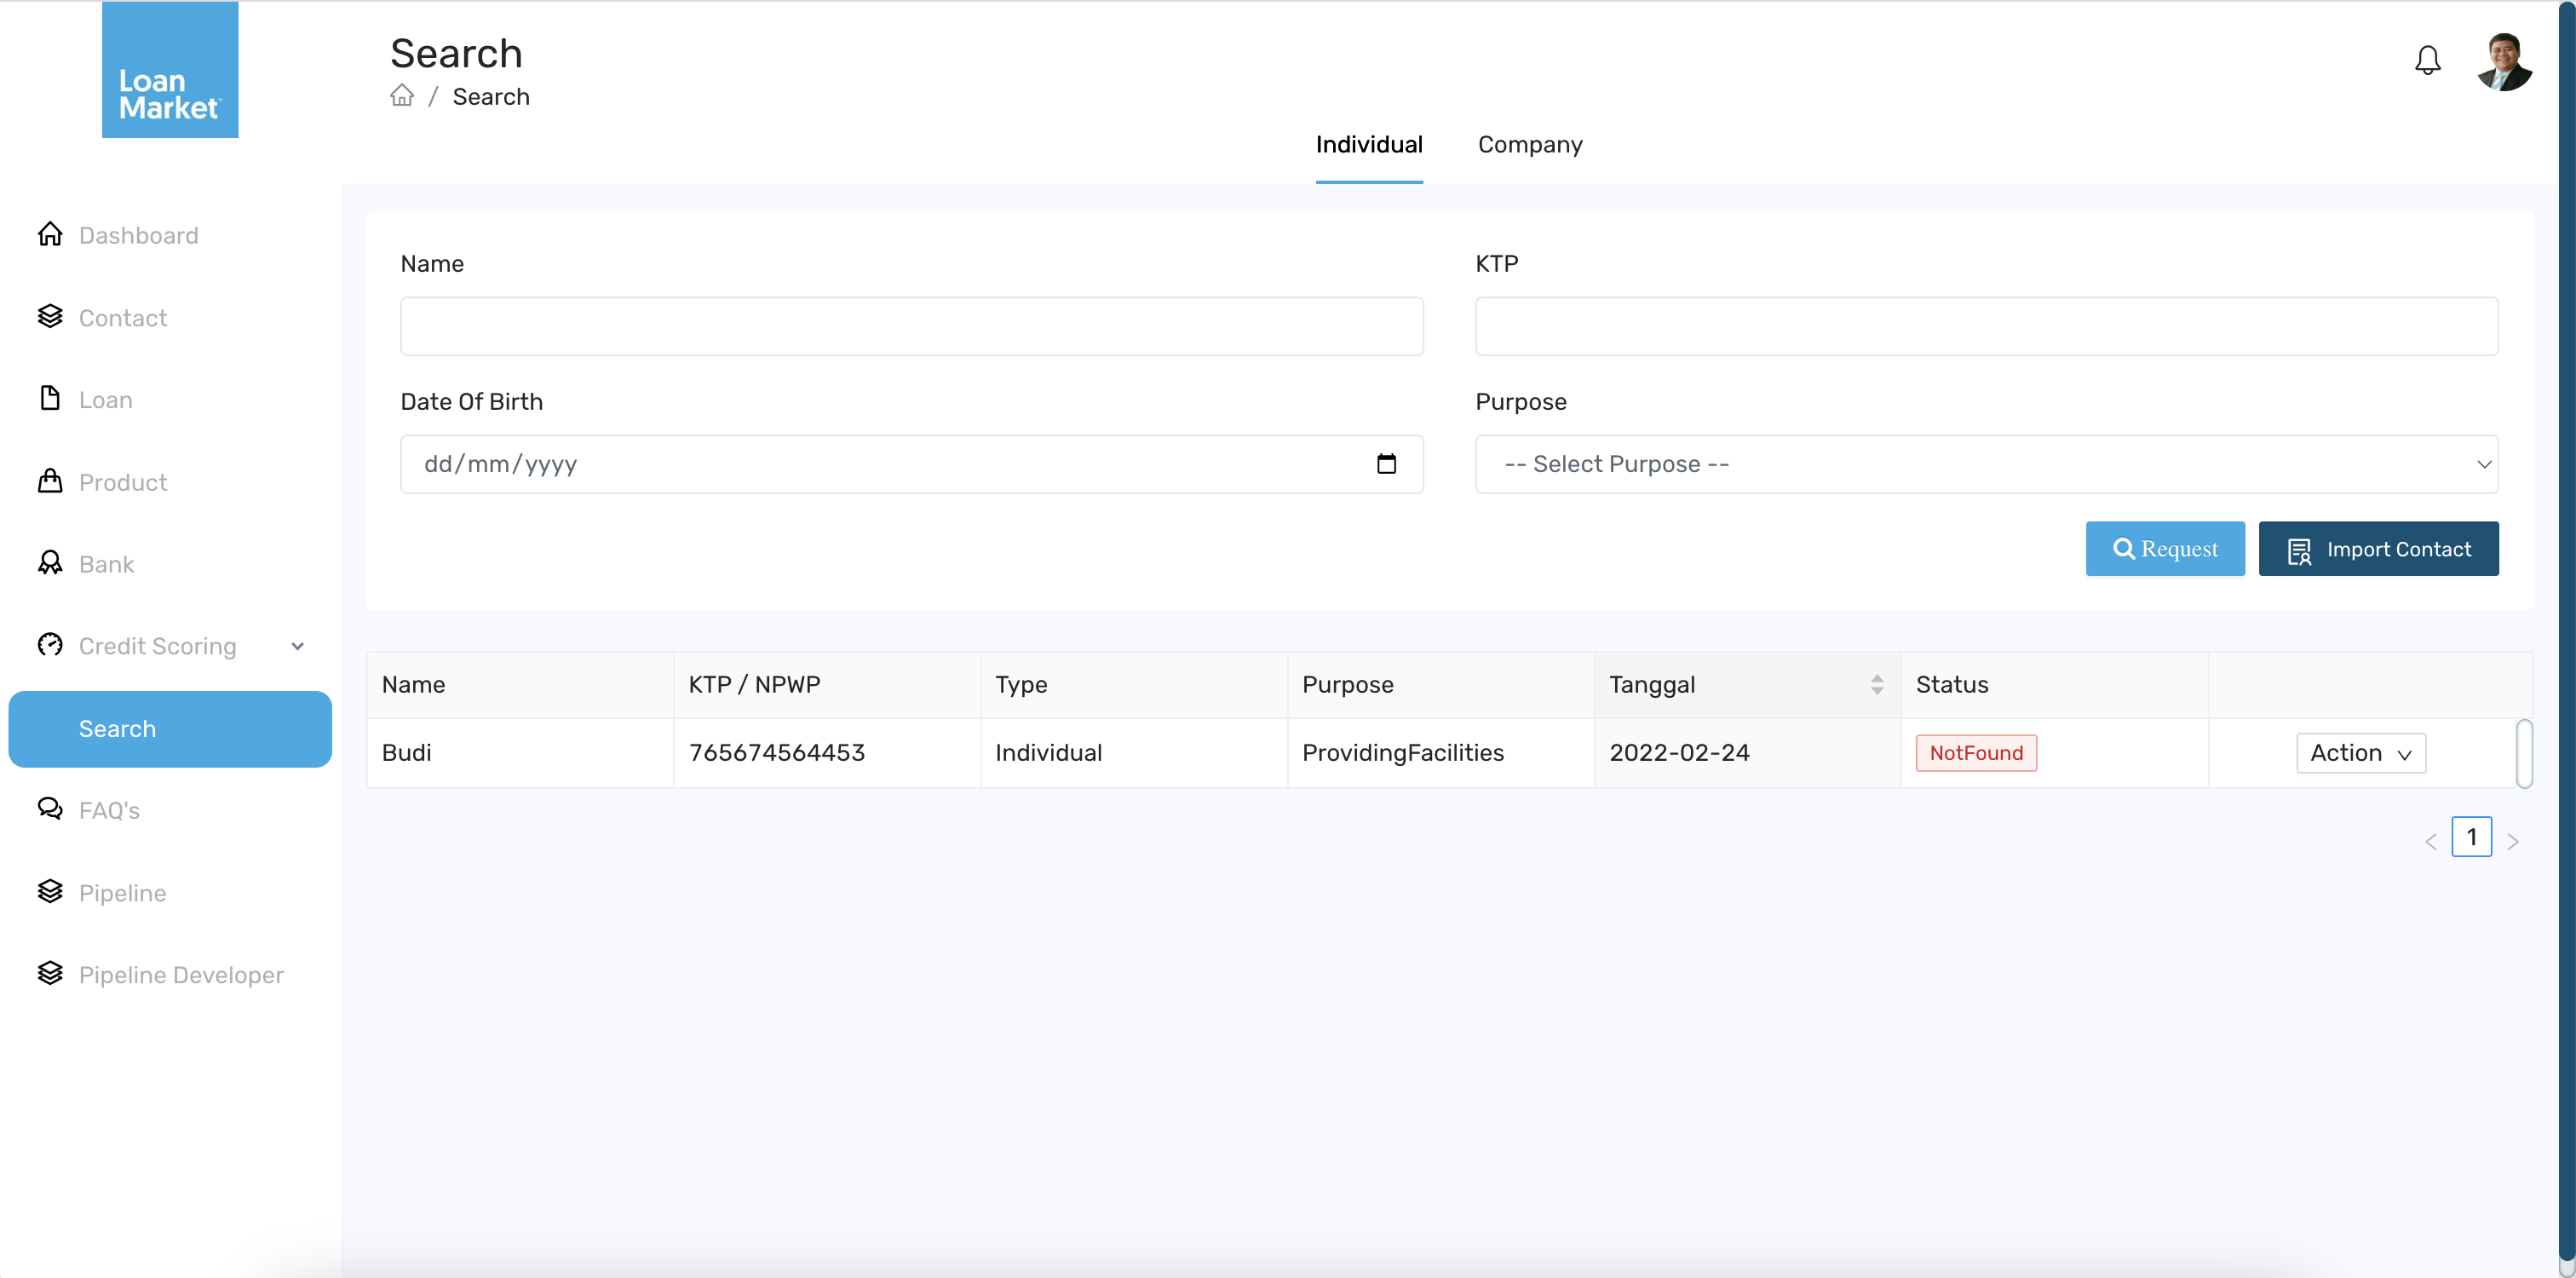 Loan
Market™
Search
/ Search
Individual
Company
Dashboard
Contact
Loan
Product
Bank
Credit Scoring
Search
FAQ's
Pipeline
Pipeline Developer
Name
KTP
Date Of Birth
Purpose
dd/mm/yyyy
-- Select Purpose --
Request
Import Contact
Name KTP / NPWP Type Purpose Tanggal Status
Budi 765674564453 Individual ProvidingFacilities 2022-02-24 NotFound Action
< 1 >